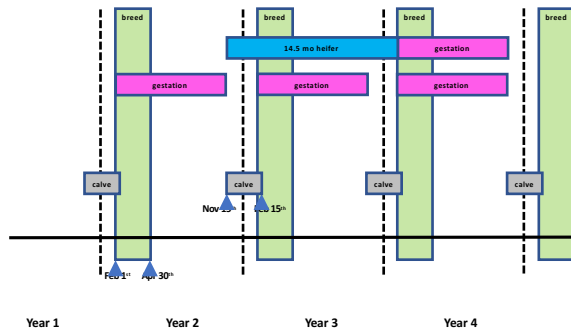 breed breed breed breed
14.5 mo heifer gestation
gestation gestation gestation
calve calve calve calve
Nov 15th Feb 15th
Feb 1st Apr 30th
Year 1 Year 2 Year 3 Year 4